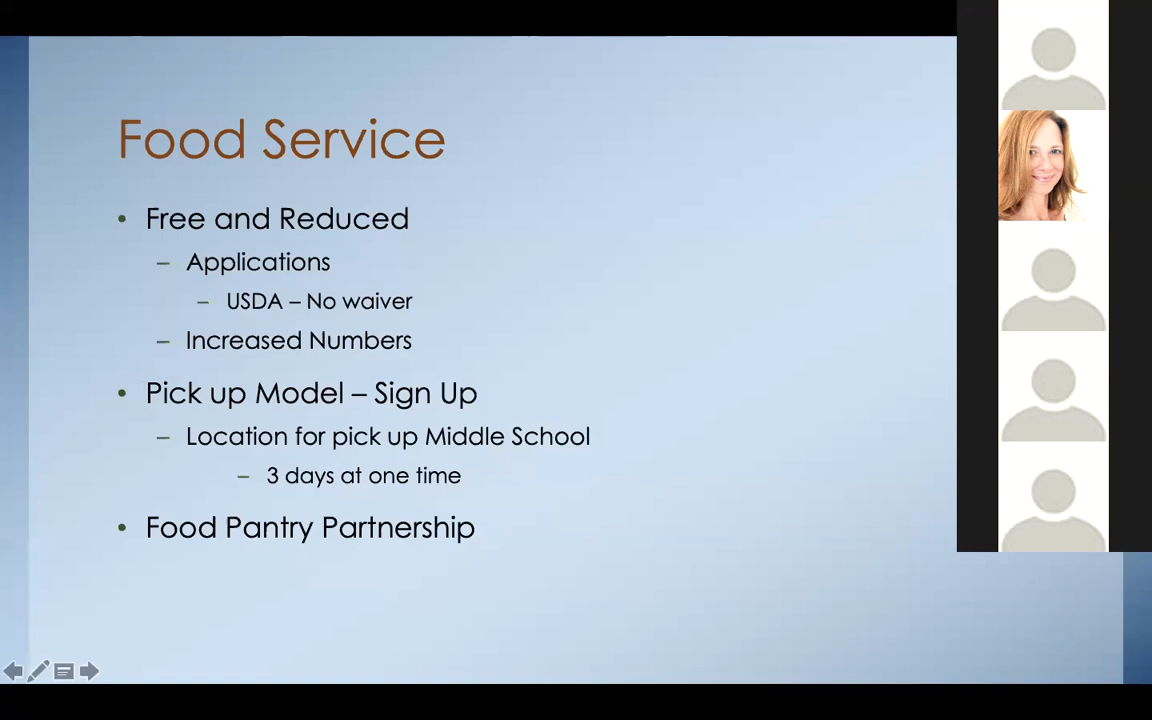 Food Service
• Free and Reduced
– Applications
– USDA – No waiver
– Increased Numbers
• Pick up Model – Sign Up
– Location for pick up Middle School
– 3 days at one time
• Food Pantry Partnership